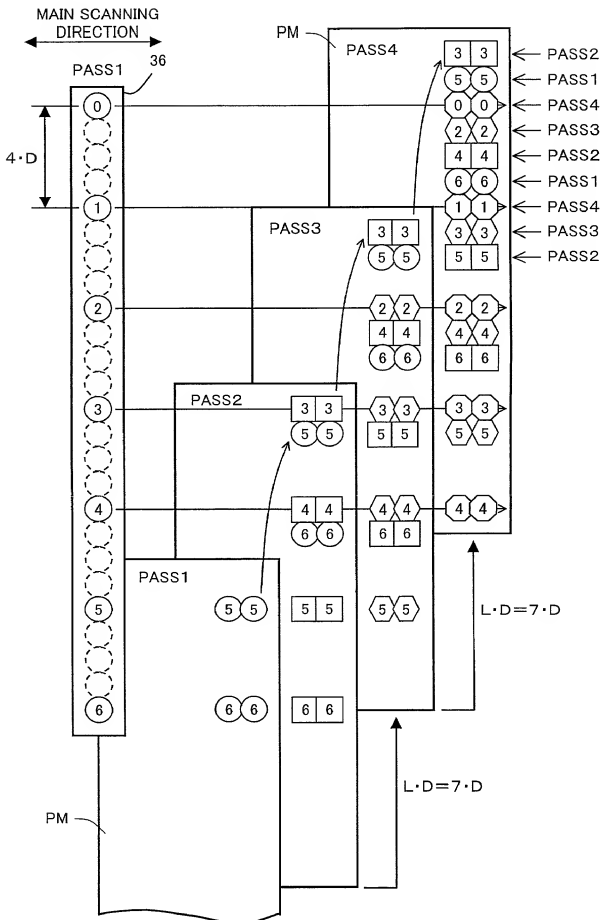 MAIN SCANNING
DIRECTION
PASS1
36
PM
PASS4
3 3 PASS2
5 5 PASS1
0 0 0 PASS4
2 2 PASS3
4 4 PASS2
6 6 PASS1
4·D
1 1 1 PASS4
PASS3
3 3 3 3 PASS3
5 5 5 5 PASS2
2 2 2 2 2
4 4 4 4
6 6 6 6
PASS2
3 3 3 3 3 3 3
5 5 5 5 5 5
4 4 4 4 4 4 4
6 6 6 6
PASS1
5 5 5 5 5 5 5
L·D=7·D
6 6 6 6 6
L·D=7·D
PM